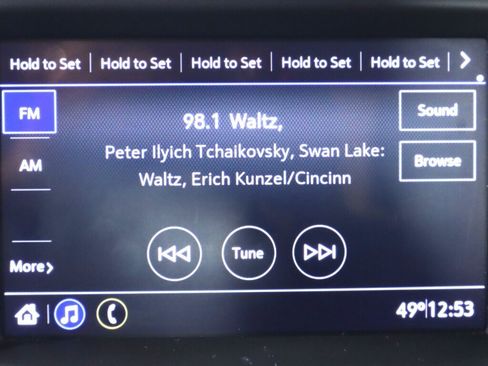 Hold to Set Hold to Set Hold to Set Hold to Set Hold to Set
FM
98.1 Waltz,
Sound
Peter Ilyich Tchaikovsky, Swan Lake:
AM
Browse
Waltz, Erich Kunzel/Cincinn
Tune
More
49° 12:53